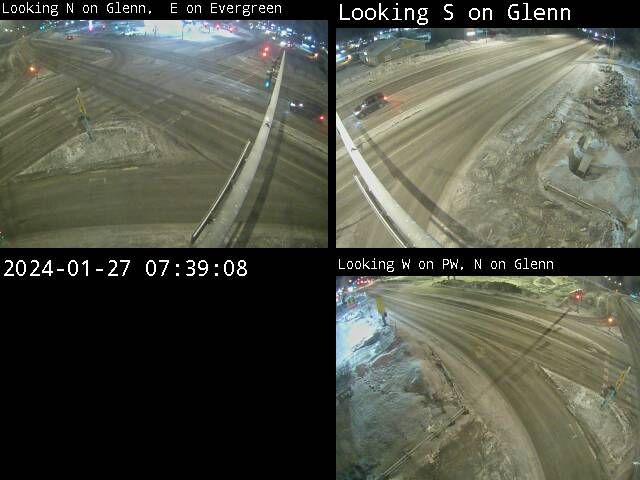 Looking N on Glenn, E on Evergreen
Looking S on Glenn
2024-01-27 07:39:08
Looking W on PW, N on Glenn